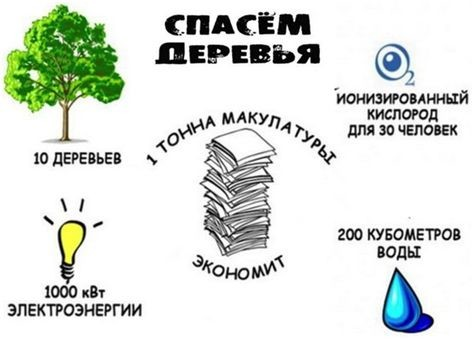 СПАСЁМ
ДЕРЕВЬЯ
O2
ИОНИЗИРОВАННЫЙ
КИСЛОРОД
ДЛЯ 30 ЧЕЛОВЕК
1 ТОННА МАКУЛАТУРЫ
10 ДЕРЕВЬЕВ
ЭКОНОМИТ
200 КУБОМЕТРОВ
ВОДЫ
1000 кВт
ЭЛЕКТРОЭНЕРГИИ